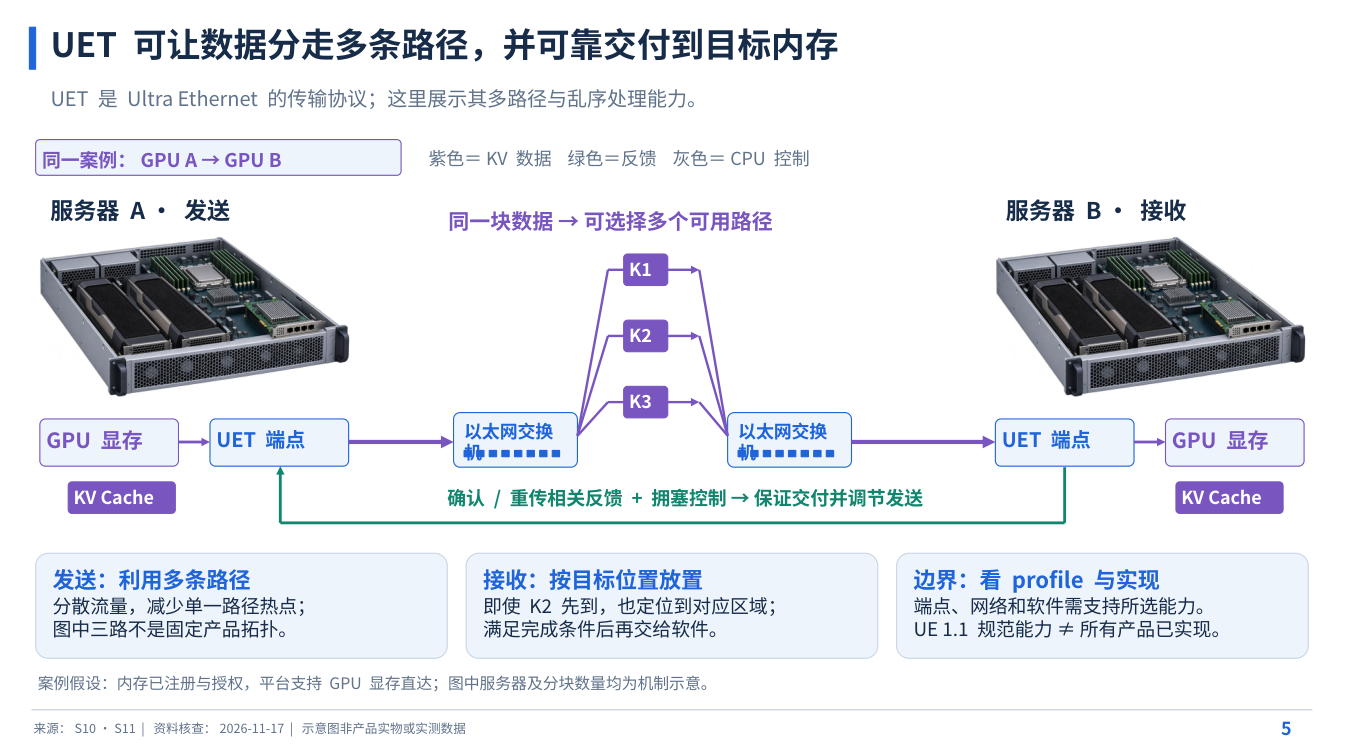 UET 可让数据分走多条路径，并可靠交付到目标内存
UET 是 Ultra Ethernet 的传输协议；这里展示其多路径与乱序处理能力。
同一案例： GPU A → GPU B
紫色＝ KV 数据 绿色＝反馈 灰色＝ CPU 控制
服务器 A · 发送
同一块数据 → 可选择多个可用路径
服务器 B · 接收
K1
K2
K3
GPU 显存
UET 端点
以太网交换
机
以太网交换
机
UET 端点
GPU 显存
KV Cache
确认 / 重传相关反馈 + 拥塞控制 → 保证交付并调节发送
KV Cache
发送：利用多条路径
分散流量，减少单一路径热点；
图中三路不是固定产品拓扑。
接收：按目标位置放置
即使 K2 先到，也定位到对应区域；
满足完成条件后再交给软件。
边界：看 profile 与实现
端点、网络和软件需支持所选能力。
UE 1.1 规范能力 ≠ 所有产品已实现。
案例假设：内存已注册与授权，平台支持 GPU 显存直达；图中服务器及分块数量均为机制示意。
来源： S10 · S11 | 资料核查： 2026-11-17 | 示意图非产品实物或实测数据
5